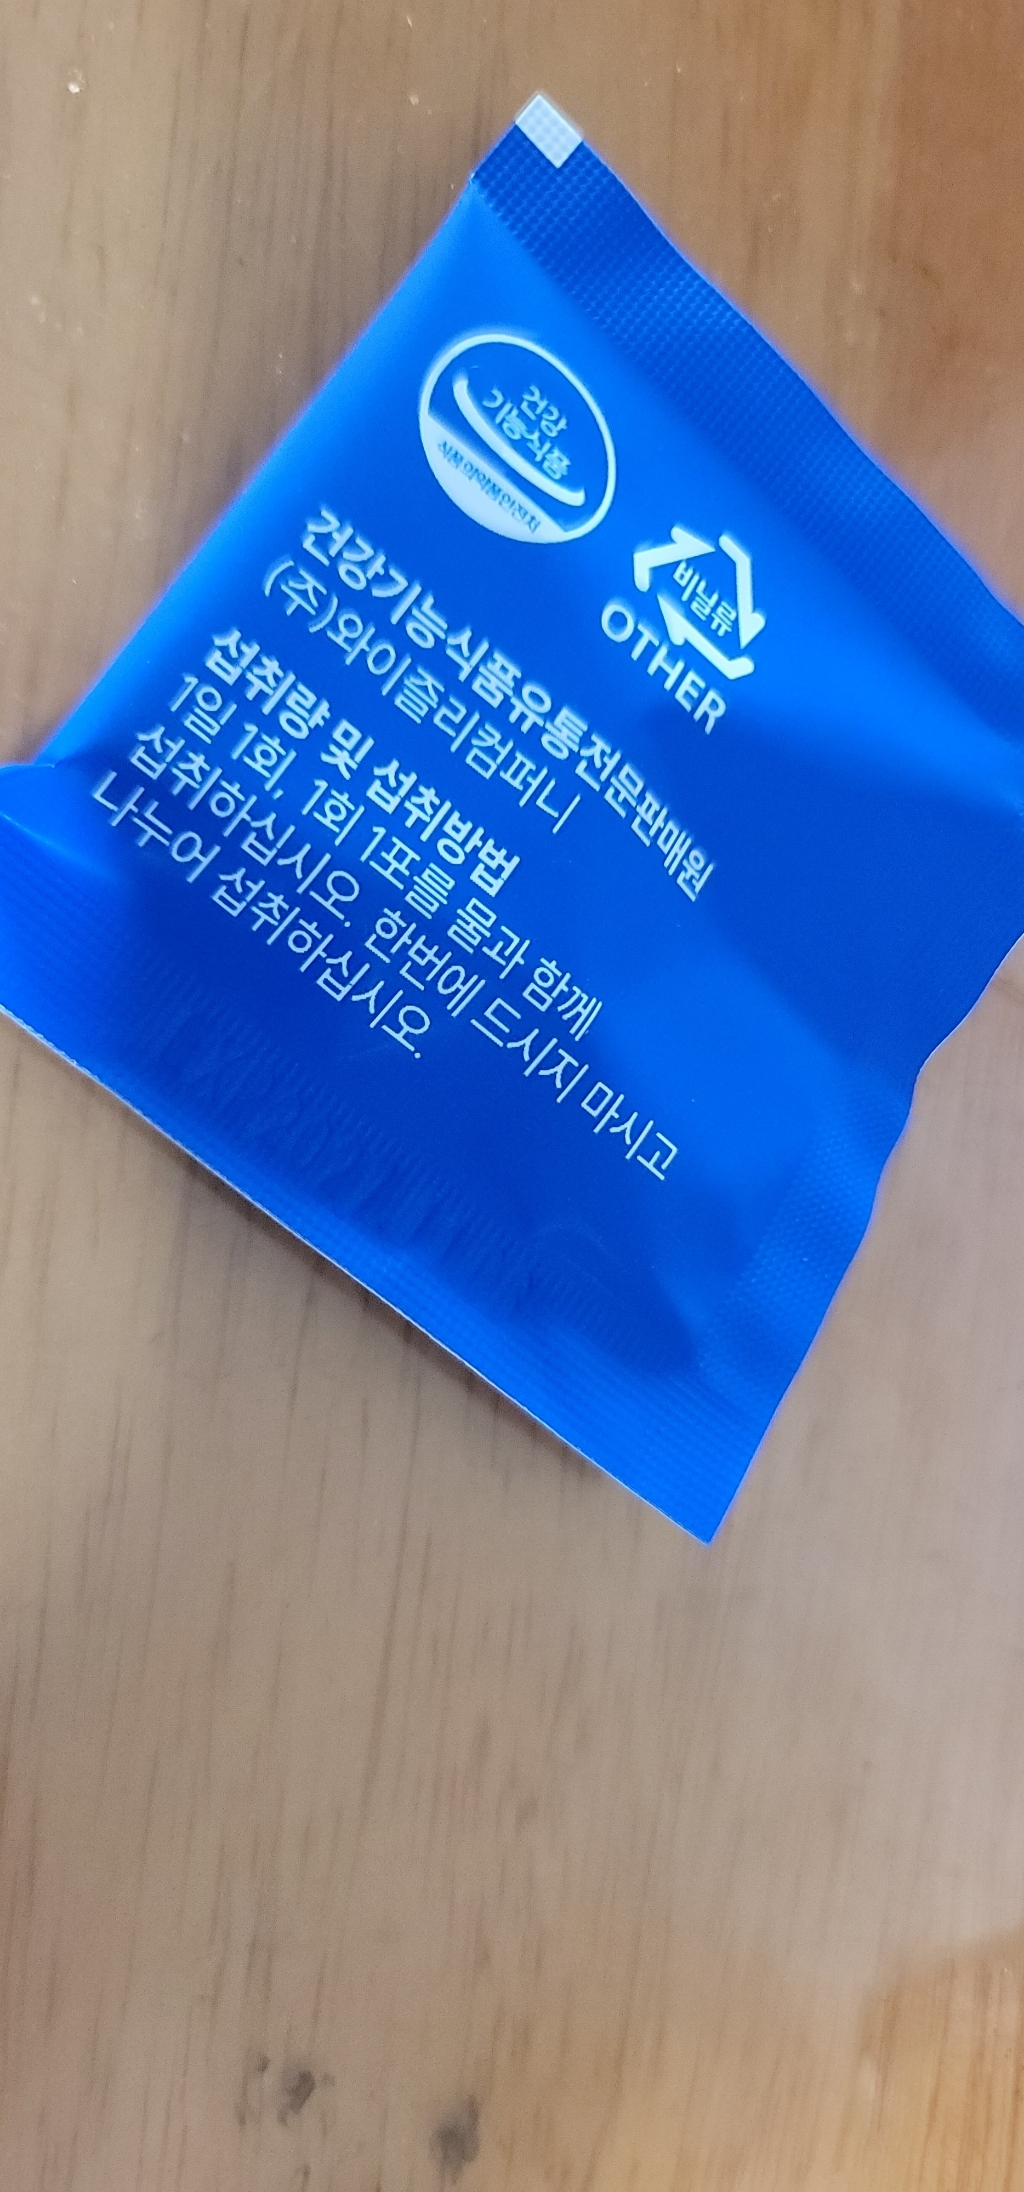 건강
기능식품
식품의약품안전처
비닐류
OTHER
건강기능식품유통전문판매원
(주)와이즐리컴퍼니
섭취량 및 섭취방법
1일 1회, 1회 1포를 물과 함께
섭취하십시오. 한번에 드시지 마시고
나누어 섭취하십시오.